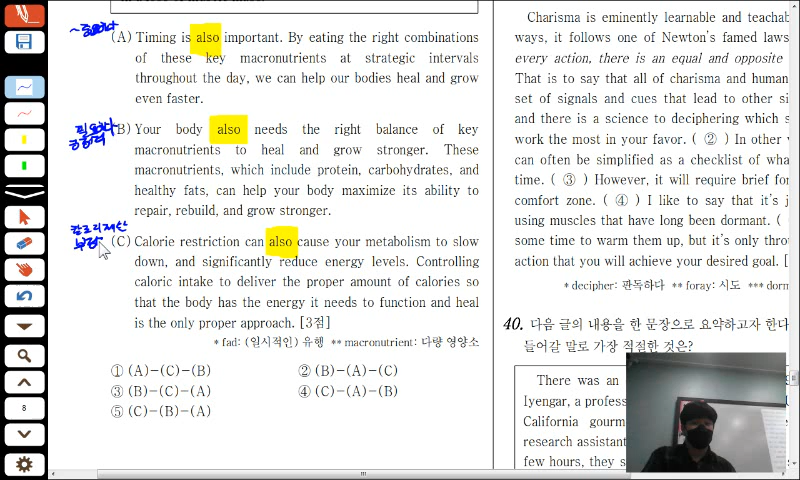 ~중요하다
(A) Timing is also important. By eating the right combinations
of these key macronutrients at strategic intervals
throughout the day, we can help our bodies heal and grow
even faster.
필요하다
(B) Your body also needs the right balance of key
macronutrients to heal and grow stronger. These
macronutrients, which include protein, carbohydrates, and
healthy fats, can help your body maximize its ability to
repair, rebuild, and grow stronger.
칼로리제한
부정
(C) Calorie restriction can also cause your metabolism to slow
down, and significantly reduce energy levels. Controlling
caloric intake to deliver the proper amount of calories so
that the body has the energy it needs to function and heal
is the only proper approach. [3점]
* fad: (일시적인) 유행 ** macronutrient: 다량 영양소
① (A)-(C)-(B) ② (B)-(A)-(C)
③ (B)-(C)-(A) ④ (C)-(A)-(B)
⑤ (C)-(B)-(A)
8
Charisma is eminently learnable and teachab
ways, it follows one of Newton's famed laws
every action, there is an equal and opposite
That is to say that all of charisma and human
set of signals and cues that lead to other si
and there is a science to deciphering which s
work the most in your favor. ( ② ) In other
can often be simplified as a checklist of wha
time. ( ③ ) However, it will require brief for
comfort zone. ( ④ ) I like to say that it's j
using muscles that have long been dormant. (
some time to warm them up, but it's only thro
action that you will achieve your desired goal. [
* decipher: 판독하다 ** foray: 시도 *** dorm
40. 다음 글의 내용을 한 문장으로 요약하고자 한다
들어갈 말로 가장 적절한 것은?
There was an
Iyengar, a profess
California gourm
research assistant
few hours, they s